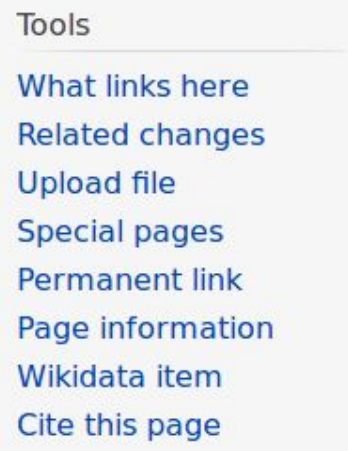 Tools
What links here
Related changes
Upload file
Special pages
Permanent link
Page information
Wikidata item
Cite this page